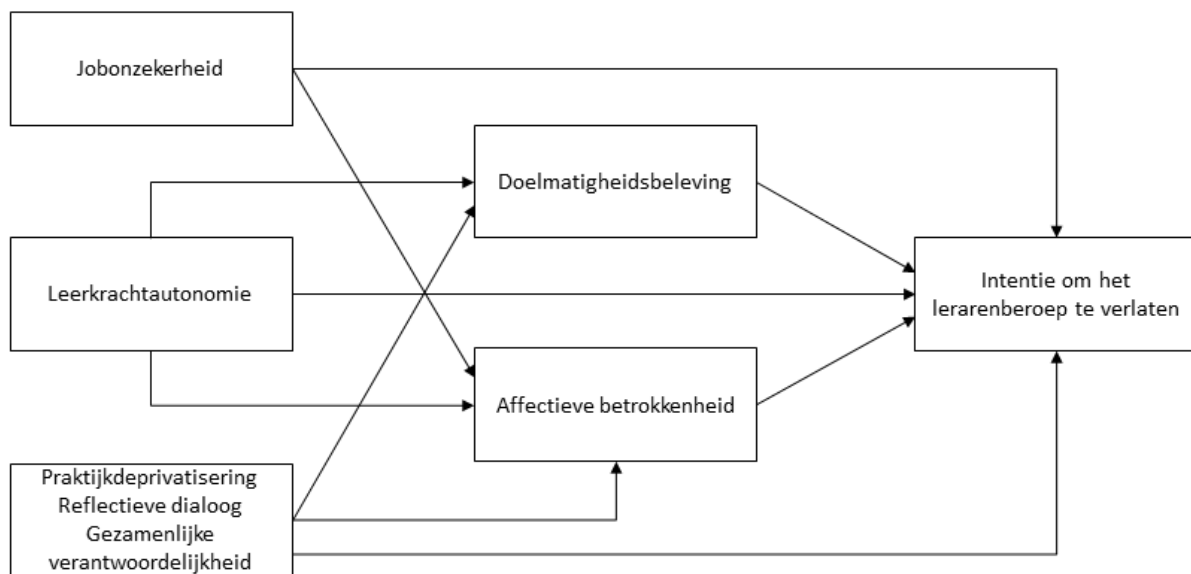 Jobonzekerheid
Doelmatigheidsbeleving
Leerkrachtautonomie
Intentie om het
lerarenberoep te verlaten
Affectieve betrokkenheid
Praktijkdeprivatisering
Reflectieve dialoog
Gezamenlijke
verantwoordelijkheid